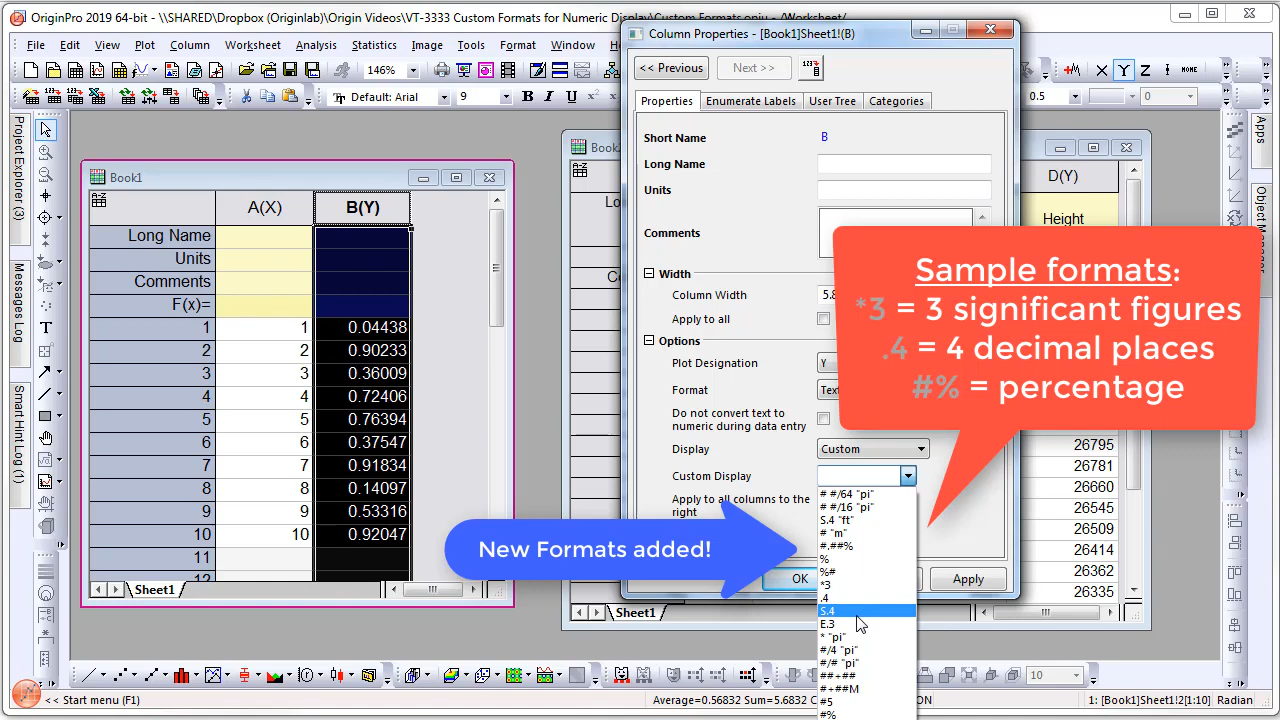 OriginPro 2019 64-bit - \\SHARED\Dropbox (Originlab)\Origin Videos\VT-3333 Custom Formats for Numeric Display\Custom Formats.opju - /Worksheet/
File Edit View Plot Column Worksheet Analysis Statistics Image Tools Format Window
146%
Default: Arial 9 B I U
0.5 0
X Y Z NONE
Project Explorer (3)
Messages Log
Smart Hint Log (1)
Apps
Object Manager
Book1
A(X) B(Y)
Long Name
Units
Comments
F(x)=
1 1 0.04438
2 2 0.90233
3 3 0.36009
4 4 0.72406
5 5 0.76394
6 6 0.37547
7 7 0.91834
8 8 0.14097
9 9 0.53316
10 10 0.92047
11
12
Sheet1
D(Y)
Height
26795
26781
26660
26545
26509
26414
26362
26335
Sheet1
Column Properties - [Book1]Sheet1!(B)
<< Previous Next >>
Properties Enumerate Labels User Tree Categories
Short Name B
Long Name
Units
Comments
Width
Column Width 5.8
Apply to all
Options
Plot Designation Y
Format Text
Do not convert text to
numeric during data entry
Display Custom
Custom Display
Apply to all columns to the
right
OK Apply
# #/64 "pi"
# #/16 "pi"
S.4 "ft"
# "m"
#.##%
%
%#
*3
.4
S.4
E.3
* "pi"
#/4 "pi"
#/# "pi"
##+##
#+##M
#5
#%
Sample formats:
*3 = 3 significant figures
.4 = 4 decimal places
#% = percentage
New Formats added!
10
<< Start menu (F1) Average=0.56832 Sum=5.6832 ON 1: [Book1]Sheet1!2[1:10] Radian